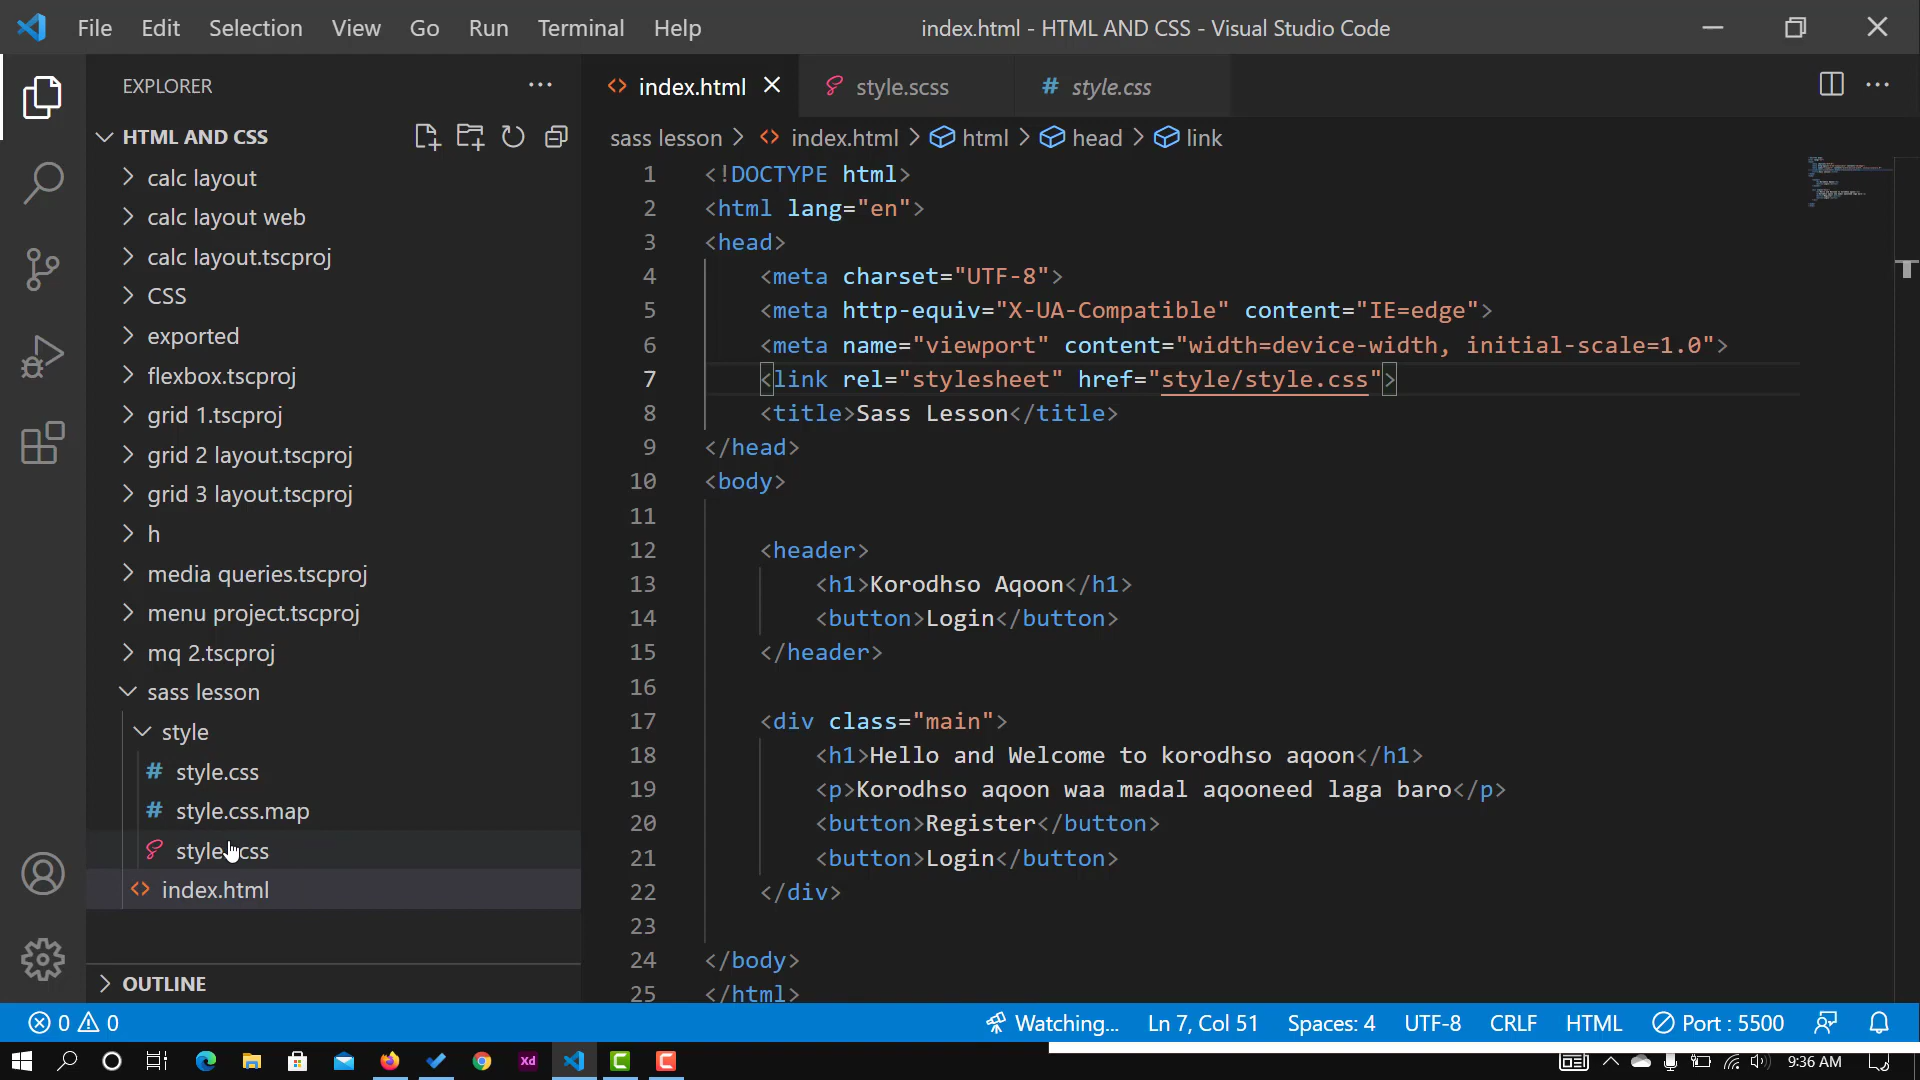 File Edit Selection View Go Run Terminal Help
index.html - HTML AND CSS - Visual Studio Code
EXPLORER
HTML AND CSS
calc layout
calc layout web
calc layout.tscproj
CSS
exported
flexbox.tscproj
grid 1.tscproj
grid 2 layout.tscproj
grid 3 layout.tscproj
h
media queries.tscproj
menu project.tscproj
mq 2.tscproj
sass lesson
style
style.css
style.css.map
style.scss
index.html
OUTLINE
index.html style.scss style.css
sass lesson > index.html > html > head > link
1 <!DOCTYPE html>
2 <html lang="en">
3 <head>
4 <meta charset="UTF-8">
5 <meta http-equiv="X-UA-Compatible" content="IE=edge">
6 <meta name="viewport" content="width=device-width, initial-scale=1.0">
7 <link rel="stylesheet" href="style/style.css">
8 <title>Sass Lesson</title>
9 </head>
10 <body>
11
12 <header>
13 <h1>Korodhso Aqoon</h1>
14 <button>Login</button>
15 </header>
16
17 <div class="main">
18 <h1>Hello and Welcome to korodhso aqoon</h1>
19 <p>Korodhso aqoon waa madal aqooneed laga baro</p>
20 <button>Register</button>
21 <button>Login</button>
22 </div>
23
24 </body>
25 </html>
0 0 Watching... Ln 7, Col 51 Spaces: 4 UTF-8 CRLF HTML Port : 5500
Xd 9:36 AM